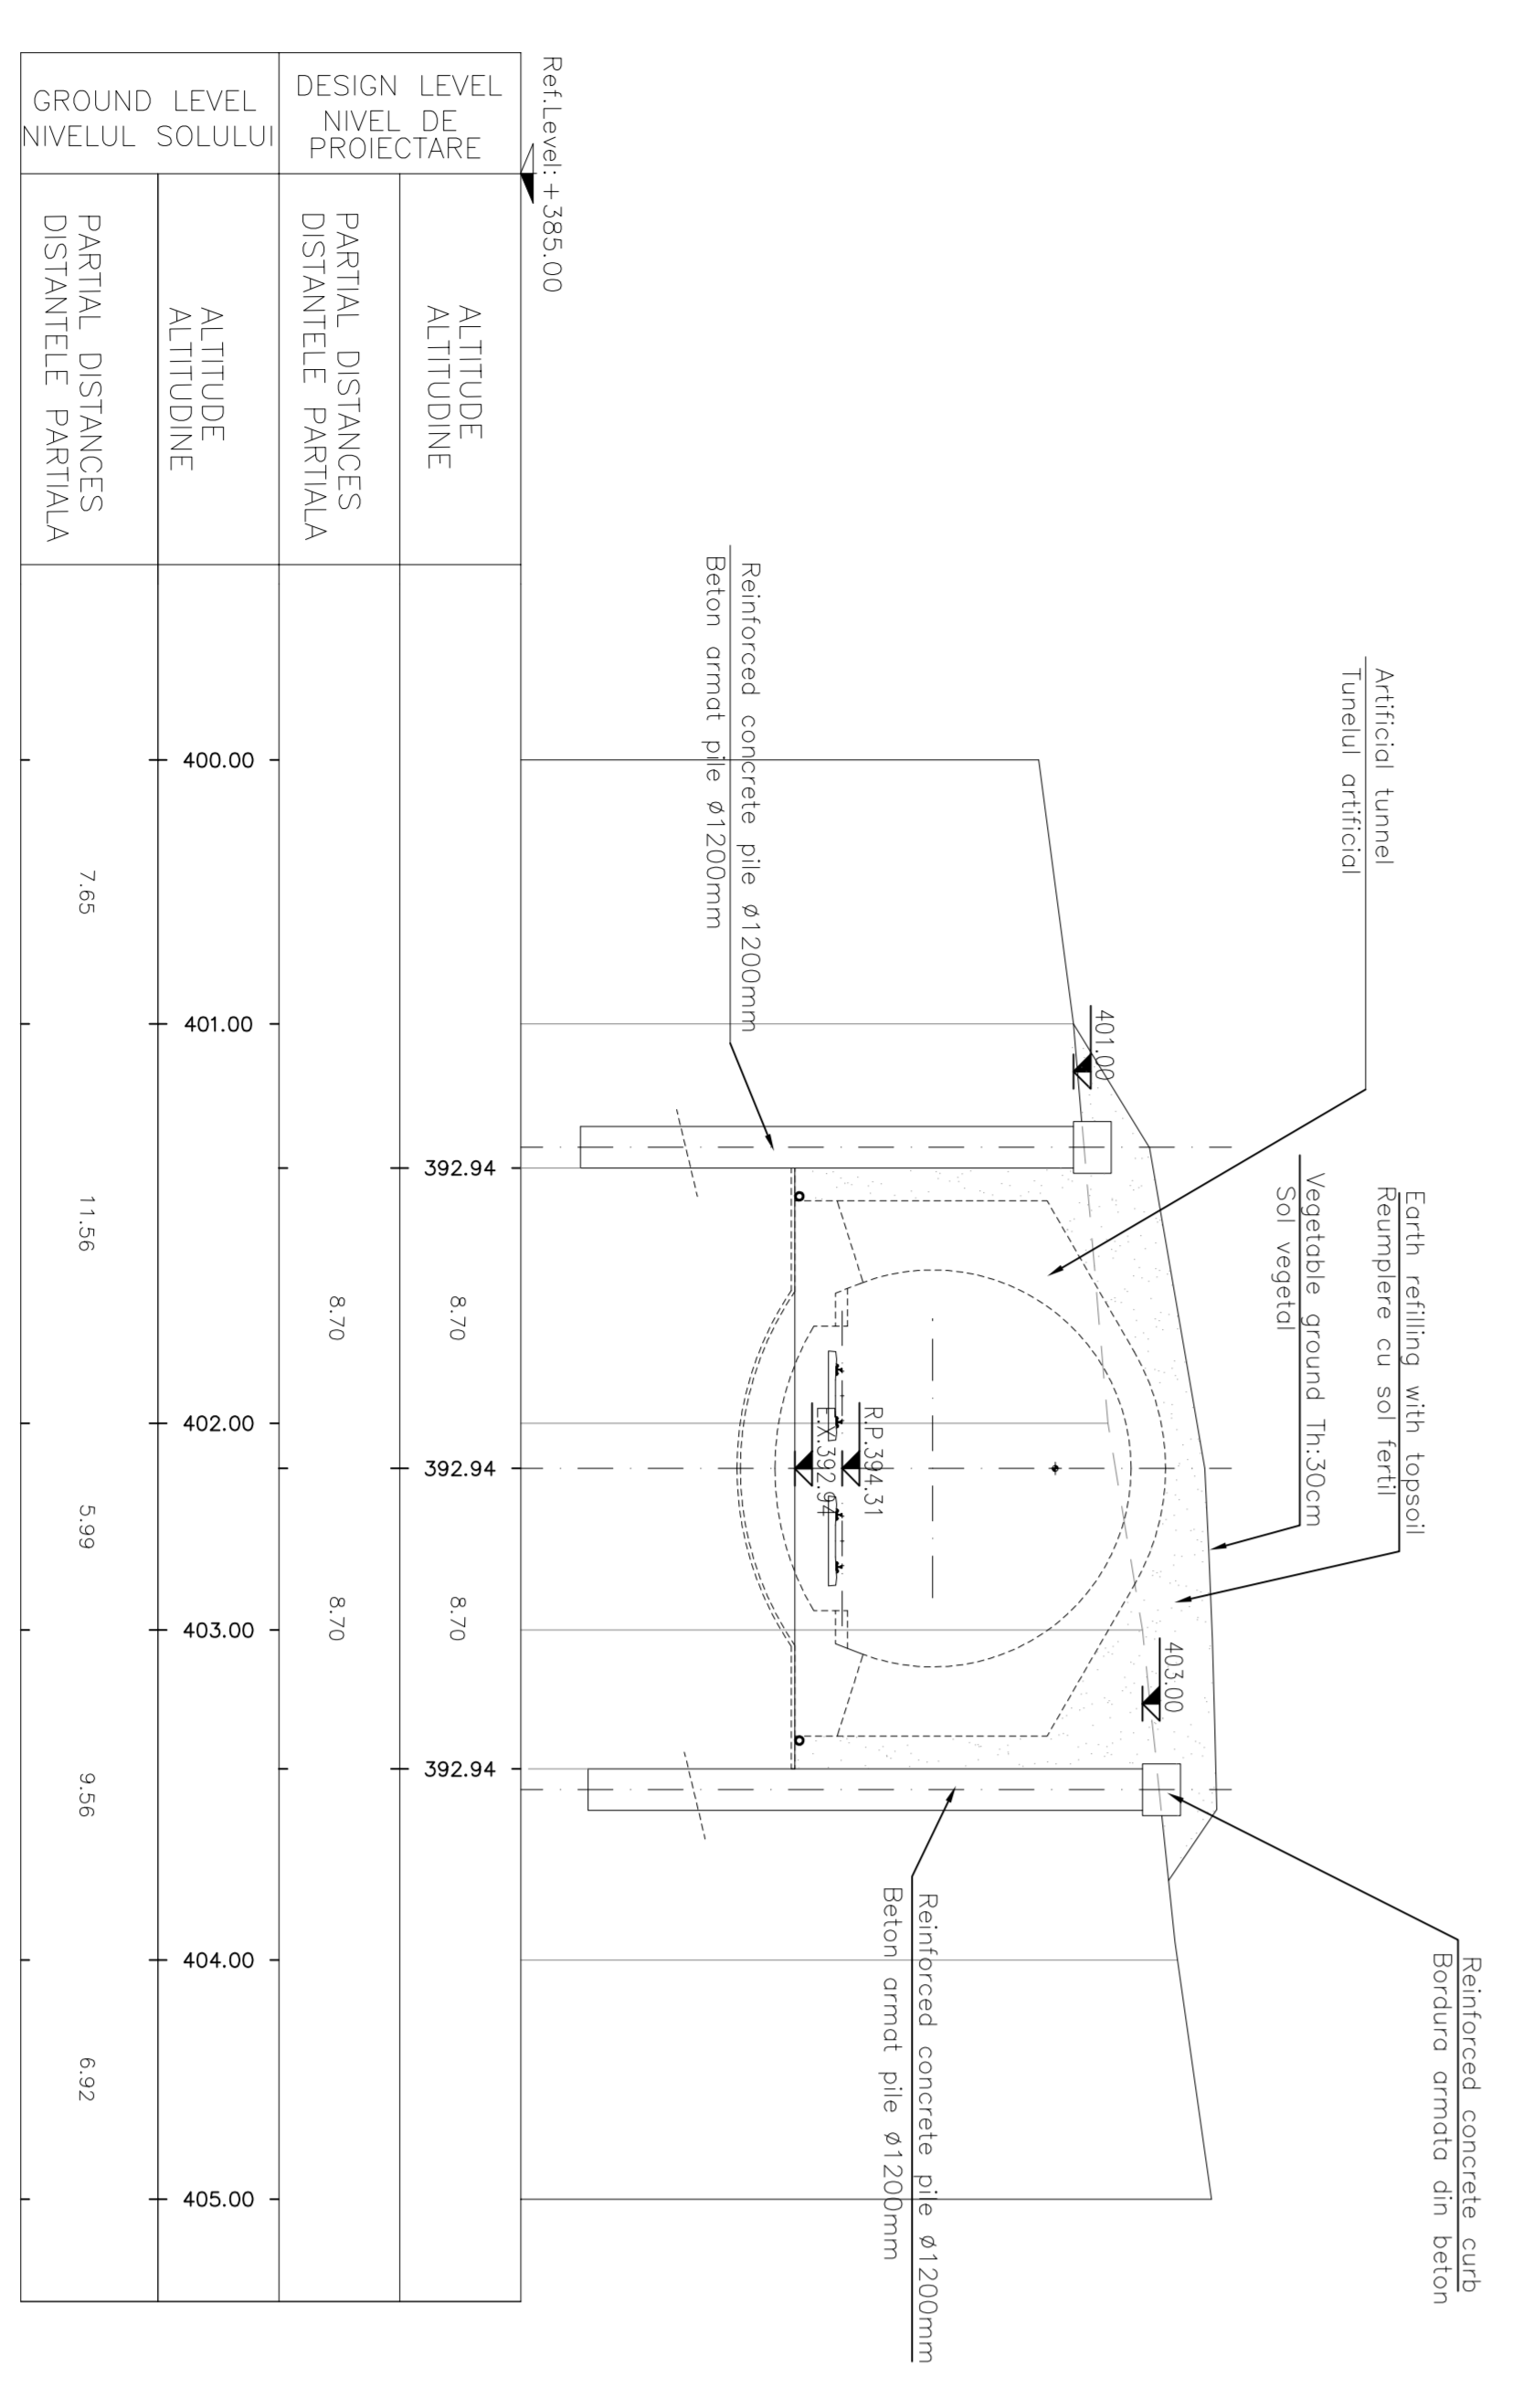 Artificial tunnel
Tunelul artificial
Earth refilling with topsoil
Reumplere cu sol fertil
Vegetable ground Th:30cm
Sol vegetal
Reinforced concrete curb
Bordura armata din beton
401.00
403.00
Reinforced concrete pile Ø1200mm
Beton armat pile Ø1200mm
R.P.394.31
E.X.392.94
Reinforced concrete pile Ø1200mm
Beton armat pile Ø1200mm
Ref.Level: +385.00
DESIGN LEVEL
NIVEL DE
PROIECTARE
ALTITUDE
ALTITUDINE
392.94
8.70
392.94
8.70
392.94
PARTIAL DISTANCES
DISTANTELE PARTIALA
8.70
8.70
GROUND LEVEL
NIVELUL SOLULUI
ALTITUDE
ALTITUDINE
400.00
401.00
402.00
403.00
404.00
405.00
PARTIAL DISTANCES
DISTANTELE PARTIALA
7.65
11.56
5.99
9.56
6.92